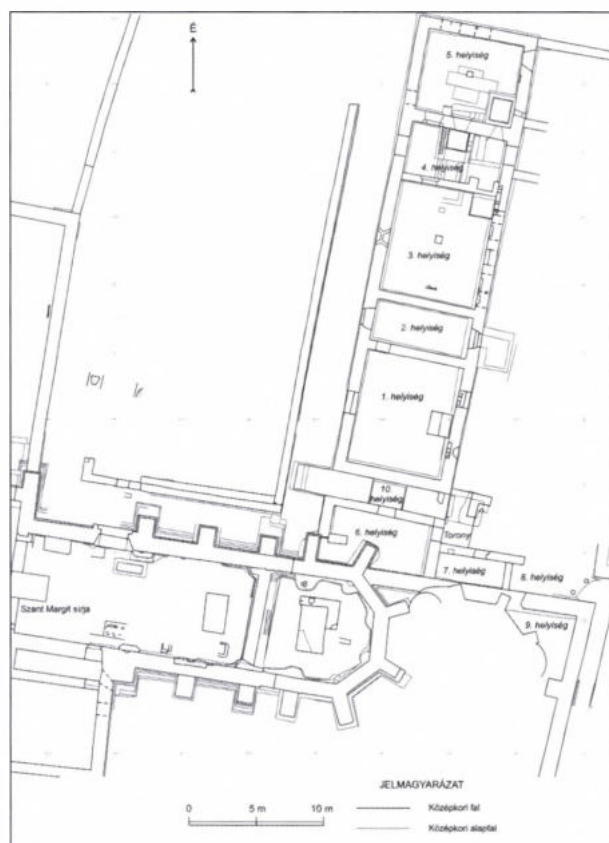 É
5. helyiség
4. helyiség
3. helyiség
2. helyiség
1. helyiség
10. helyiség
6. helyiség
Torony
7. helyiség
8. helyiség
9. helyiség
Szent Margit sírja
JELMAGYARÁZAT
0 5 m 10 m
Középkori fal
Középkori alapfal